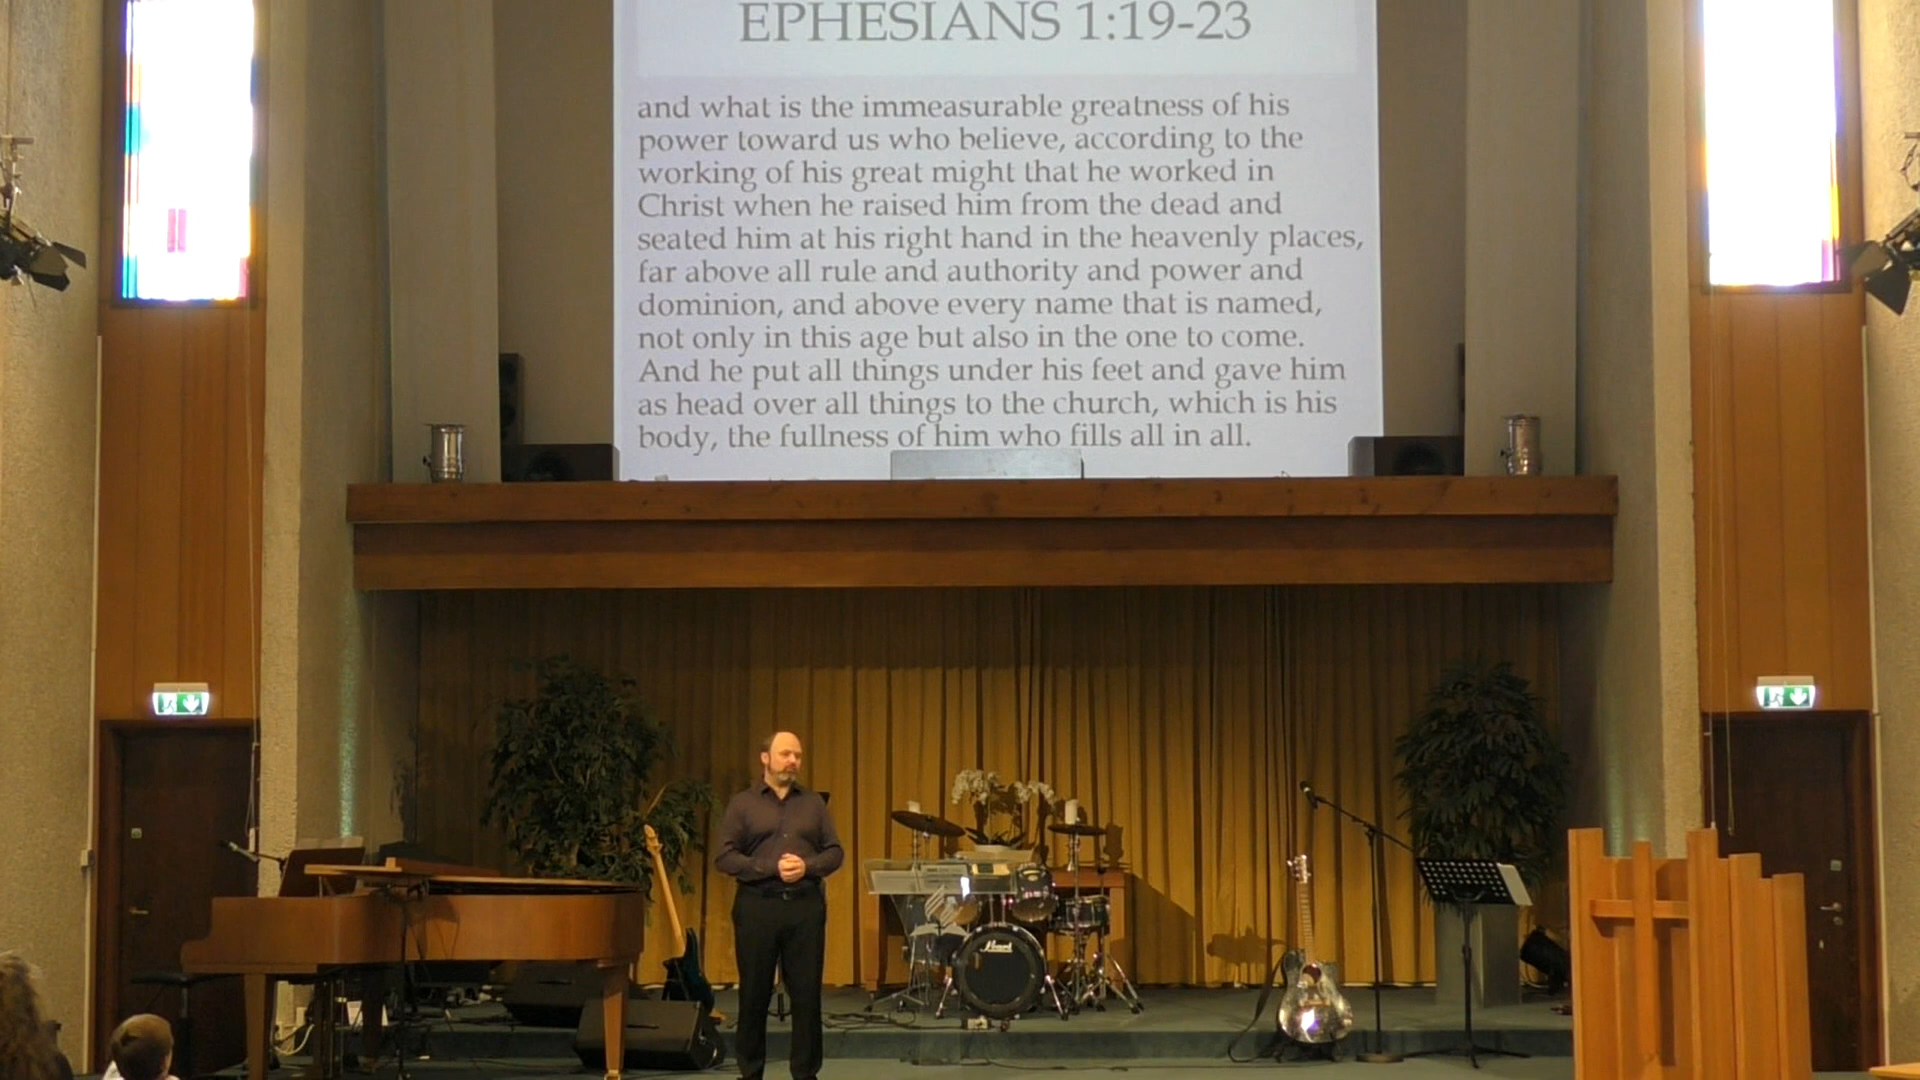 EPHESIANS 1:19-23
and what is the immeasurable greatness of his
power toward us who believe, according to the
working of his great might that he worked in
Christ when he raised him from the dead and
seated him at his right hand in the heavenly places,
far above all rule and authority and power and
dominion, and above every name that is named,
not only in this age but also in the one to come.
And he put all things under his feet and gave him
as head over all things to the church, which is his
body, the fullness of him who fills all in all.
Pearl